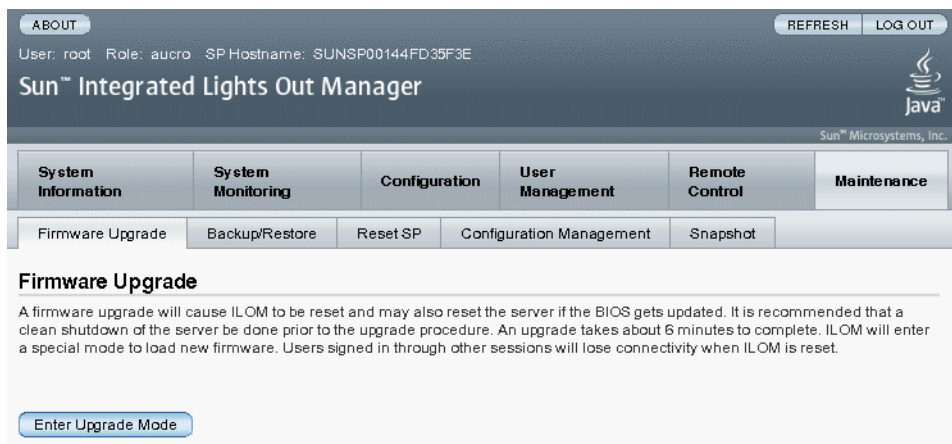 ABOUT
REFRESH LOG OUT
User: root Role: aucro SP Hostname: SUNSP00144FD35F3E
Sun™ Integrated Lights Out Manager
Java™
Sun™ Microsystems, Inc.
System Information
System Monitoring
Configuration
User Management
Remote Control
Maintenance
Firmware Upgrade
Backup/Restore
Reset SP
Configuration Management
Snapshot
Firmware Upgrade
A firmware upgrade will cause ILOM to be reset and may also reset the server if the BIOS gets updated. It is recommended that a
clean shutdown of the server be done prior to the upgrade procedure. An upgrade takes about 6 minutes to complete. ILOM will enter
a special mode to load new firmware. Users signed in through other sessions will lose connectivity when ILOM is reset.
Enter Upgrade Mode